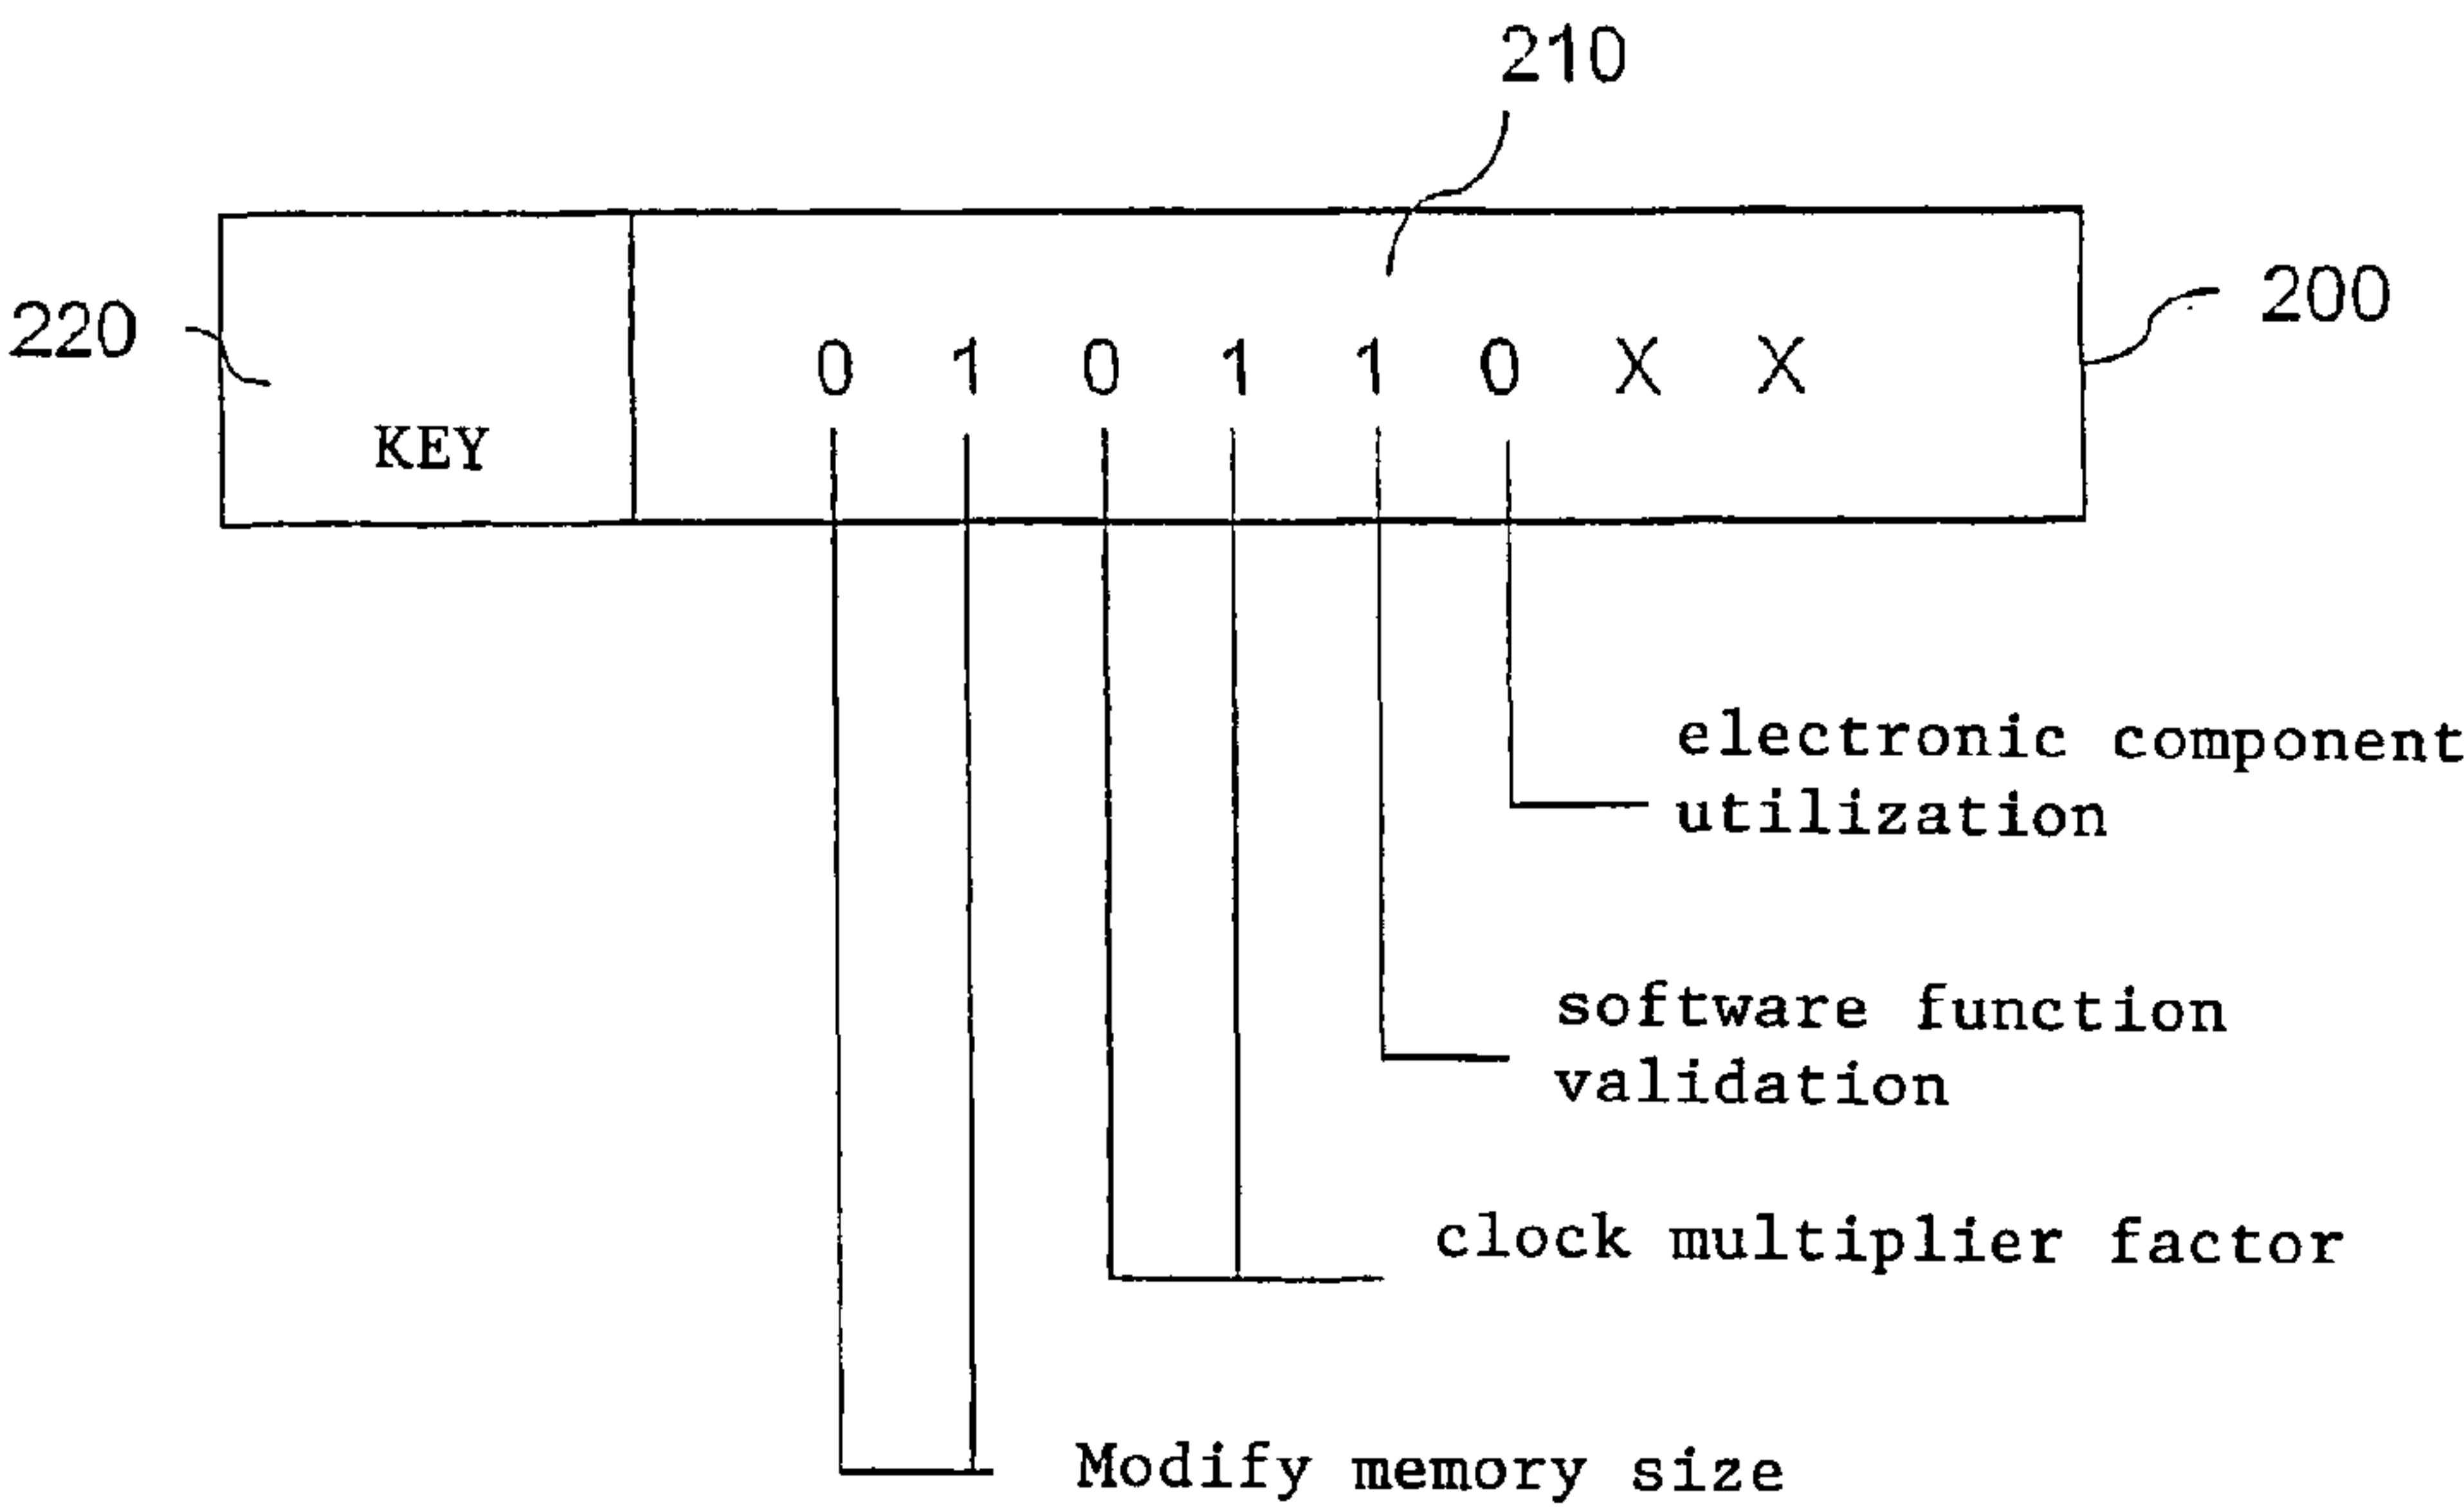 210
220
200
0 1 0 1 1 0 X X
KEY
electronic component
utilization
software function
validation
clock multiplier factor
Modify memory size